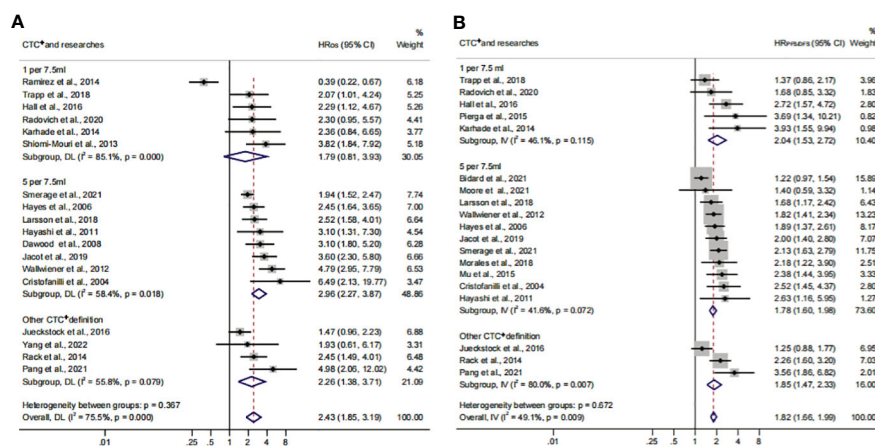 A
%
CTC♦ and researches HROS (95% CI) Weight
1 per 7.5ml
Ramirez et al., 2014 0.39 (0.22, 0.67) 6.18
Trapp et al., 2018 2.07 (1.01, 4.24) 5.25
Hall et al., 2016 2.29 (1.12, 4.67) 5.26
Radovich et al., 2020 2.30 (0.95, 5.57) 4.41
Karhade et al., 2014 2.36 (0.84, 6.65) 3.77
Shiomi-Mouri et al., 2013 3.82 (1.84, 7.92) 5.18
Subgroup, DL (I² = 85.1%, p = 0.000) 1.79 (0.81, 3.93) 30.05
5 per 7.5ml
Smerage et al., 2021 1.94 (1.52, 2.47) 7.74
Hayes et al., 2006 2.45 (1.64, 3.65) 7.00
Larsson et al., 2018 2.52 (1.58, 4.01) 6.64
Hayashi et al., 2011 3.10 (1.31, 7.30) 4.54
Dawood et al., 2008 3.10 (1.80, 5.20) 6.28
Jacot et al., 2019 3.60 (2.30, 5.80) 6.66
Wallwiener et al., 2012 4.79 (2.95, 7.79) 6.53
Cristofanilli et al., 2004 6.49 (2.13, 19.77) 3.47
Subgroup, DL (I² = 58.4%, p = 0.018) 2.96 (2.27, 3.87) 48.86
Other CTC♦ definition
Jueckstock et al., 2016 1.47 (0.96, 2.23) 6.88
Yang et al., 2022 1.93 (0.61, 6.17) 3.31
Rack et al., 2014 2.45 (1.49, 4.01) 6.48
Pang et al., 2021 4.98 (2.06, 12.02) 4.42
Subgroup, DL (I² = 55.8%, p = 0.079) 2.26 (1.38, 3.71) 21.09
Heterogeneity between groups: p = 0.367
Overall, DL (I² = 75.5%, p = 0.000) 2.43 (1.85, 3.19) 100.00
.01 .25 .5 1 2 4 8
B
%
CTC♦ and researches HRPFS/DFS (95% CI) Weight
1 per 7.5ml
Trapp et al., 2018 1.37 (0.86, 2.17) 3.96
Radovich et al., 2020 1.68 (0.85, 3.32) 1.83
Hall et al., 2016 2.72 (1.57, 4.72) 2.80
Pierga et al., 2015 3.69 (1.34, 10.21) 0.82
Karhade et al., 2014 3.93 (1.55, 9.94) 0.98
Subgroup, IV (I² = 46.1%, p = 0.115) 2.04 (1.53, 2.72) 10.40
5 per 7.5ml
Bidard et al., 2021 1.22 (0.97, 1.54) 15.89
Moore et al., 2021 1.40 (0.59, 3.32) 1.14
Larsson et al., 2018 1.68 (1.17, 2.42) 6.43
Wallwiener et al., 2012 1.82 (1.41, 2.34) 13.23
Hayes et al., 2006 1.89 (1.37, 2.61) 8.17
Jacot et al., 2019 2.00 (1.40, 2.80) 7.07
Smerage et al., 2021 2.13 (1.63, 2.79) 11.75
Morales et al., 2018 2.18 (1.22, 3.90) 2.51
Mu et al., 2015 2.38 (1.44, 3.95) 3.33
Cristofanilli et al., 2004 2.52 (1.45, 4.37) 2.80
Hayashi et al., 2011 2.63 (1.16, 5.95) 1.27
Subgroup, IV (I² = 41.6%, p = 0.072) 1.78 (1.60, 1.98) 73.60
Other CTC♦ definition
Jueckstock et al., 2016 1.25 (0.88, 1.77) 6.95
Rack et al., 2014 2.26 (1.60, 3.20) 7.03
Pang et al., 2021 3.56 (1.86, 6.82) 2.01
Subgroup, IV (I² = 80.0%, p = 0.007) 1.85 (1.47, 2.33) 16.00
Heterogeneity between groups: p = 0.672
Overall, IV (I² = 49.1%, p = 0.009) 1.82 (1.66, 1.99) 100.00
.01 .25 .5 1 2 4 8